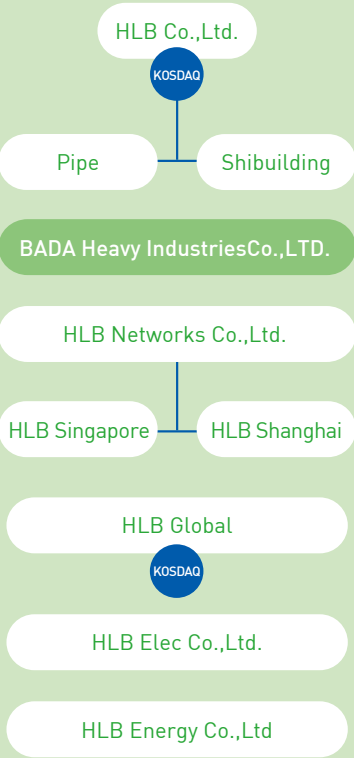 HLB Co.,Ltd.
KOSDAQ
Pipe
Shibuilding
BADA Heavy IndustriesCo.,LTD.
HLB Networks Co.,Ltd.
HLB Singapore
HLB Shanghai
HLB Global
KOSDAQ
HLB Elec Co.,Ltd.
HLB Energy Co.,Ltd